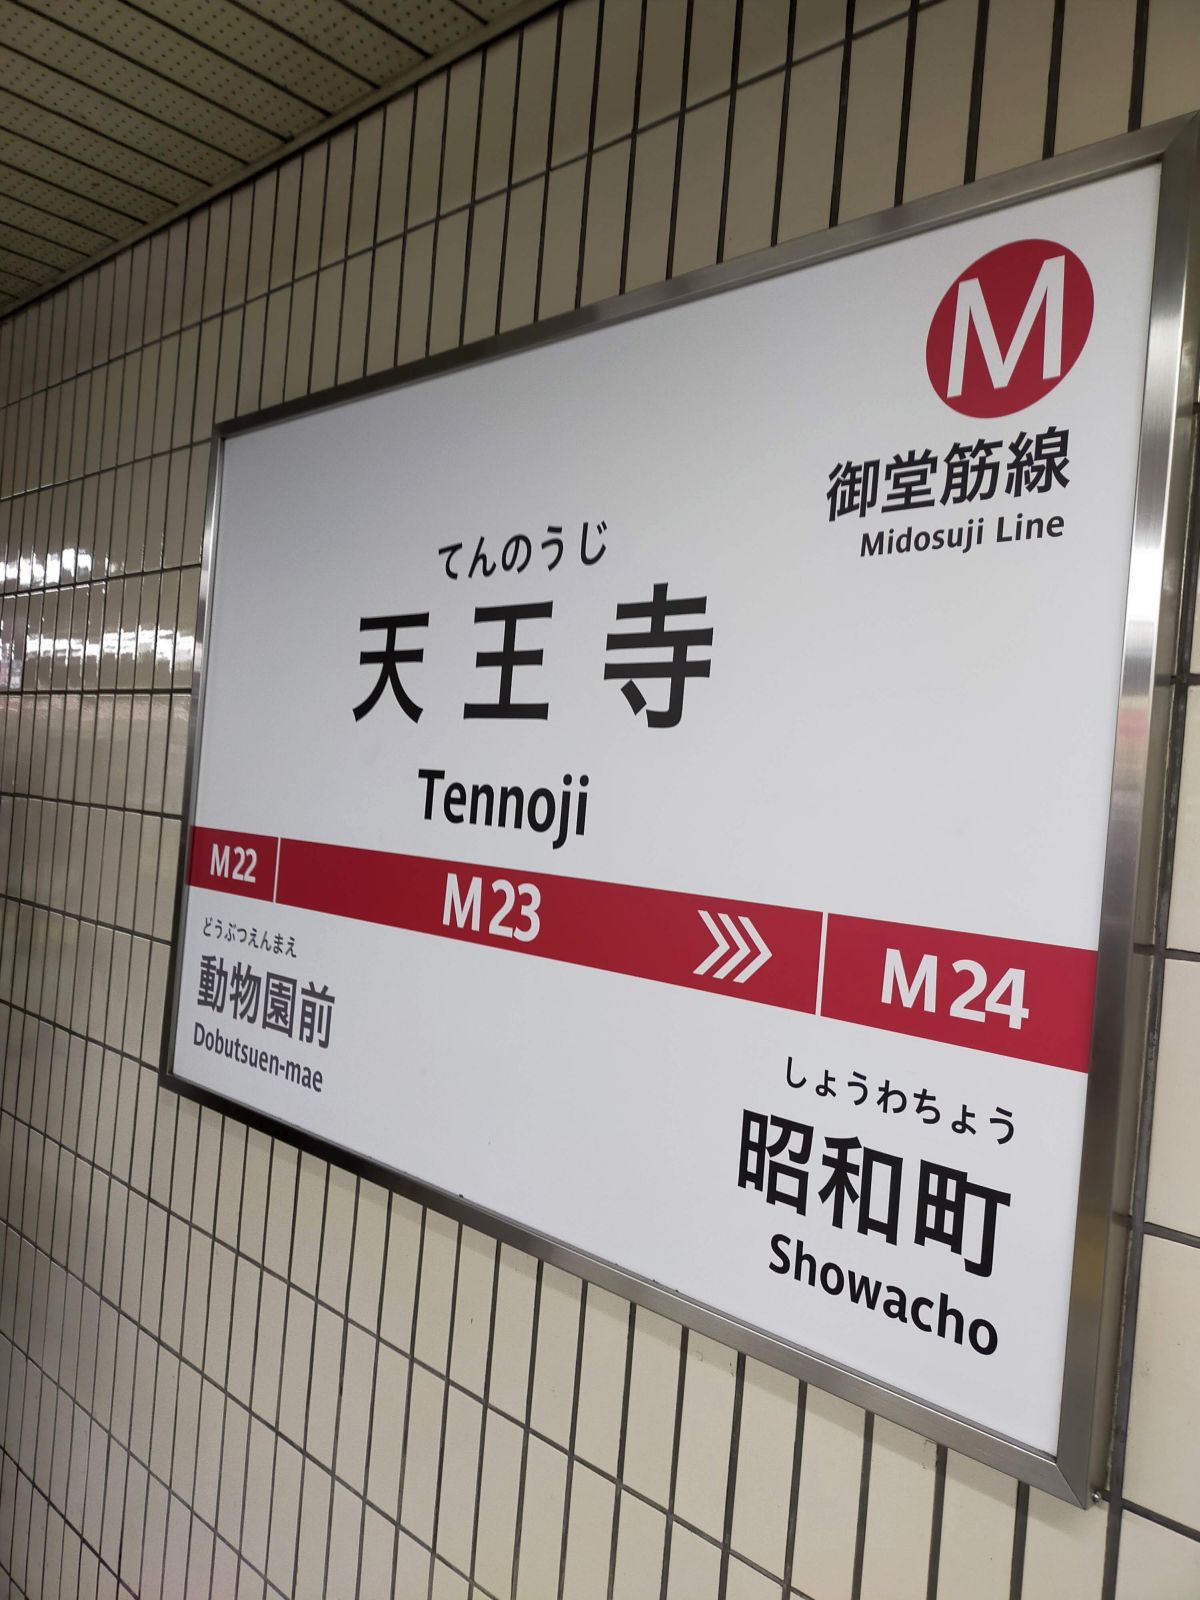 M
御堂筋線
Midosuji Line
てんのうじ
天王寺
Tennoji
M22
M23
M24
どうぶつえんまえ
動物園前
Dobutsuen-mae
しょうわちょう
昭和町
Showacho